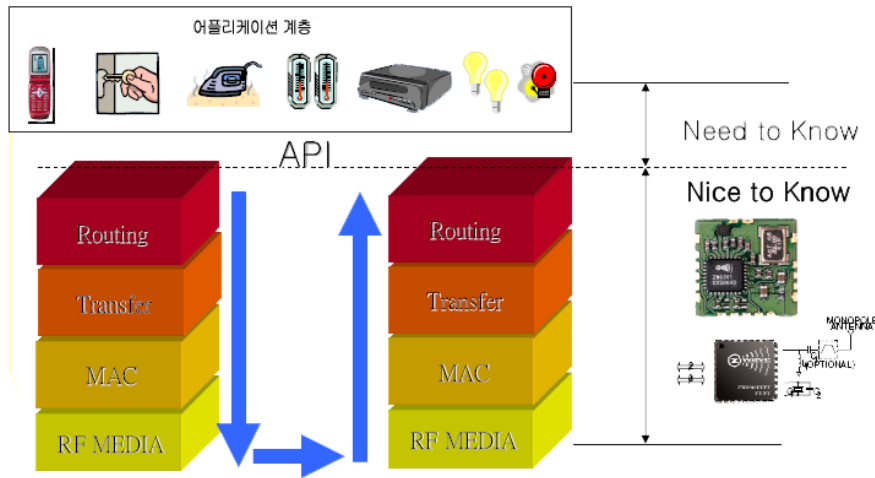 어플리케이션 계층
API
Need to Know
Nice to Know
Routing
Transfer
MAC
RF MEDIA
Routing
Transfer
MAC
RF MEDIA
MONOPOLE
ANTENNA
(OPTIONAL)
wave